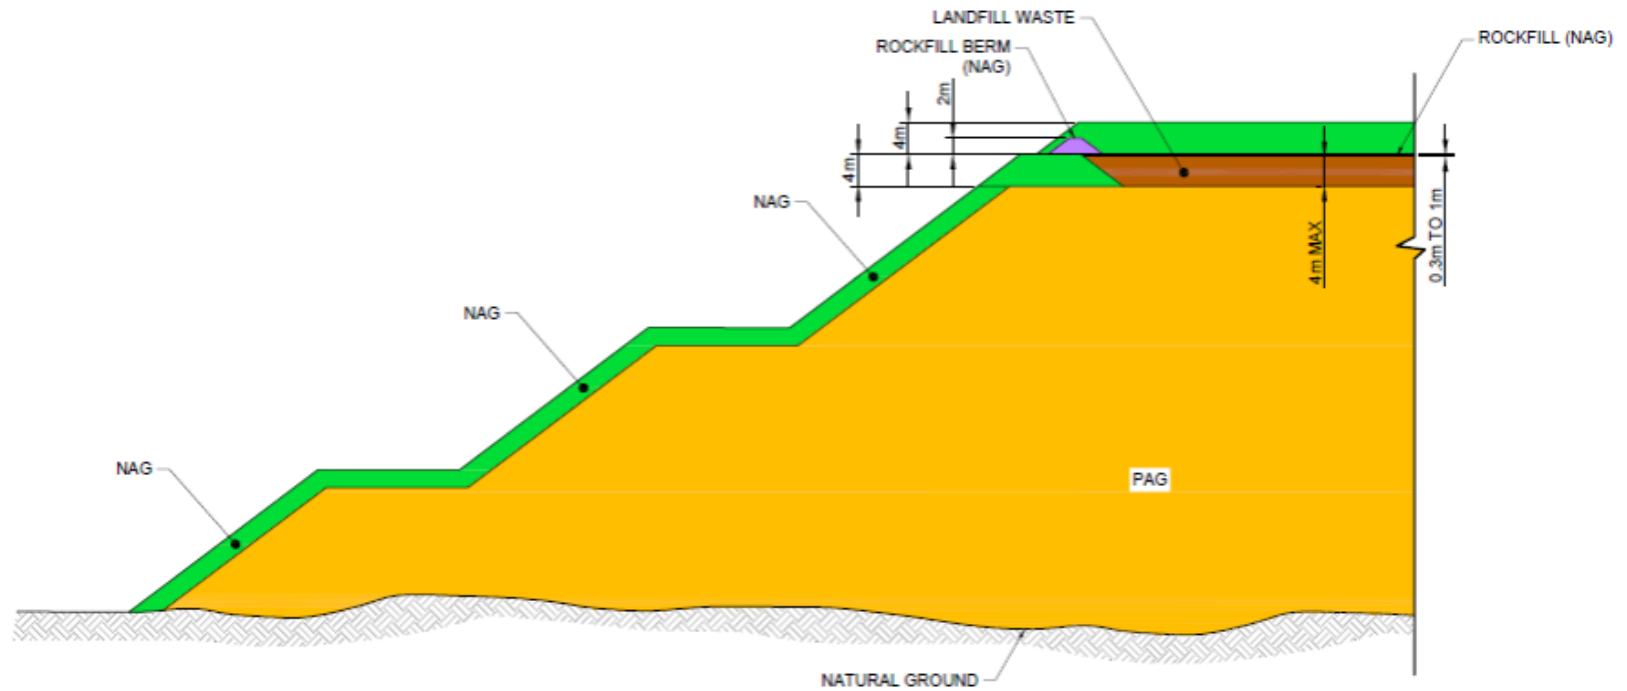 LANDFILL WASTE
ROCKFILL BERM
(NAG)
ROCKFILL (NAG)
2m
4m
4m
NAG
4m MAX
0.3m TO 1m
NAG
NAG
PAG
NATURAL GROUND